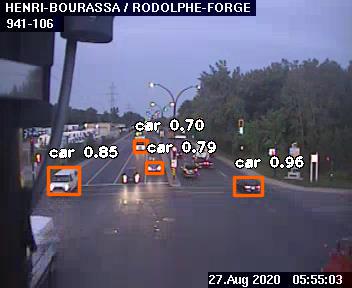 HENRI-BOURASSA / RODOLPHE-FORGE
941-106
car 0.70
car 0.85
car 0.79
car 0.96
27.Aug 2020 05:55:03